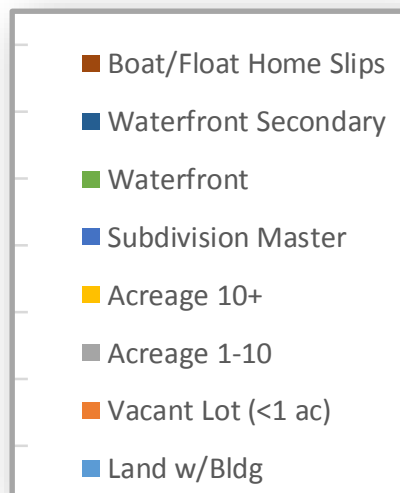 Boat/Float Home Slips
Waterfront Secondary
Waterfront
Subdivision Master
Acreage 10+
Acreage 1-10
Vacant Lot (<1 ac)
Land w/Bldg